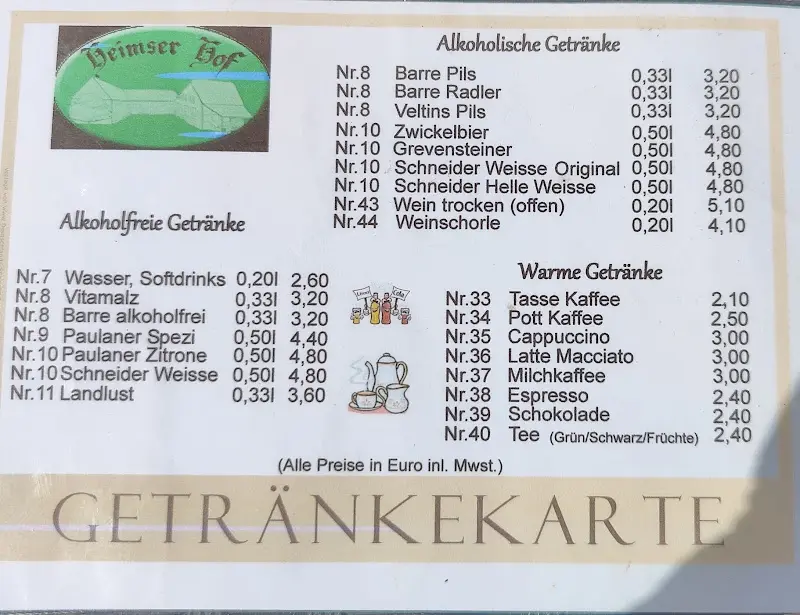 Heimser Hof
Alkoholische Getränke
Nr.8 Barre Pils 0,33l 3,20
Nr.8 Barre Radler 0,33l 3,20
Nr.8 Veltins Pils 0,33l 3,20
Nr.10 Zwickelbier 0,50l 4,80
Nr.10 Grevensteiner 0,50l 4,80
Nr.10 Schneider Weisse Original 0,50l 4,80
Nr.10 Schneider Helle Weisse 0,50l 4,80
Nr.43 Wein trocken (offen) 0,20l 5,10
Nr.44 Weinschorle 0,20l 4,10
Alkoholfreie Getränke
Nr.7 Wasser, Softdrinks 0,20l 2,60
Nr.8 Vitamalz 0,33l 3,20
Nr.8 Barre alkoholfrei 0,33l 3,20
Nr.9 Paulaner Spezi 0,50l 4,40
Nr.10 Paulaner Zitrone 0,50l 4,80
Nr.10 Schneider Weisse 0,50l 4,80
Nr.11 Landlust 0,33l 3,60
Cola
Warme Getränke
Nr.33 Tasse Kaffee 2,10
Nr.34 Pott Kaffee 2,50
Nr.35 Cappuccino 3,00
Nr.36 Latte Macciato 3,00
Nr.37 Milchkaffee 3,00
Nr.38 Espresso 2,40
Nr.39 Schokolade 2,40
Nr.40 Tee (Grün/Schwarz/Früchte) 2,40
(Alle Preise in Euro inl. Mwst.)
GETRÄNKEKARTE